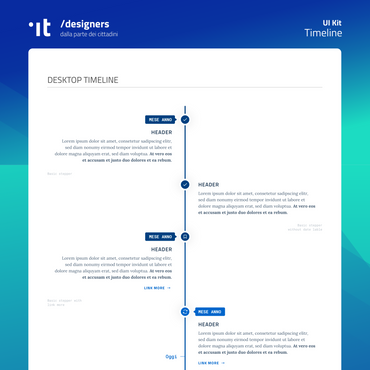 ·it
/designers
dalla parte dei cittadini
UI Kit
Timeline
DESKTOP TIMELINE
MESE ANNO
HEADER
Lorem ipsum dolor sit amet, consetetur sadipscing elitr,
sed diam nonumy eirmod tempor invidunt ut labore et
dolore magna aliquyam erat, sed diam voluptua. At vero eos
et accusam et justo duo dolores et ea rebum.
HEADER
Lorem ipsum dolor sit amet, consetetur sadipscing elitr,
sed diam nonumy eirmod tempor invidunt ut labore et
dolore magna aliquyam erat, sed diam voluptua. At vero eos
et accusam et justo duo dolores et ea rebum.
MESE ANNO
HEADER
Lorem ipsum dolor sit amet, consetetur sadipscing elitr,
sed diam nonumy eirmod tempor invidunt ut labore et
dolore magna aliquyam erat, sed diam voluptua. At vero eos
et accusam et justo duo dolores et ea rebum.
LINK MORE →
MESE ANNO
HEADER
Lorem ipsum dolor sit amet, consetetur sadipscing elitr,
sed diam nonumy eirmod tempor invidunt ut labore et
dolore magna aliquyam erat, sed diam voluptua. At vero eos
et accusam et justo duo dolores et ea rebum.
Oggi
LINK MORE →